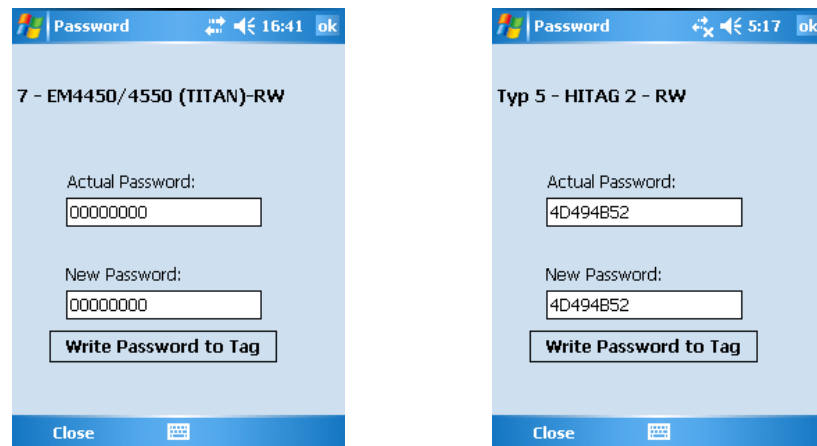 Password 16:41 ok
7 - EM4450/4550 (TITAN)-RW
Actual Password:
00000000
New Password:
00000000
Write Password to Tag
Close
Password 5:17 ok
Typ 5 - HITAG 2 - RW
Actual Password:
4D494B52
New Password:
4D494B52
Write Password to Tag
Close